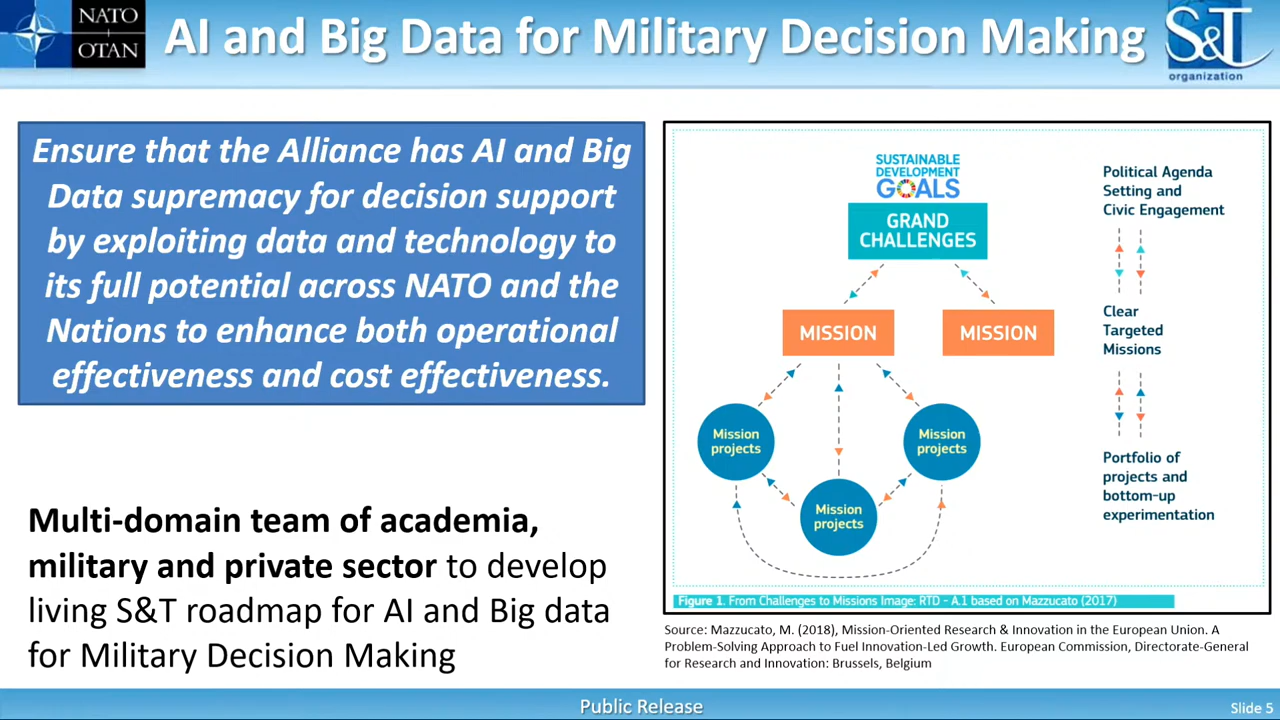 NATO
OTAN
AI and Big Data for Military Decision Making
S&T
organization
Ensure that the Alliance has AI and Big
Data supremacy for decision support
by exploiting data and technology to
its full potential across NATO and the
Nations to enhance both operational
effectiveness and cost effectiveness.
Multi-domain team of academia,
military and private sector to develop
living S&T roadmap for AI and Big data
for Military Decision Making
SUSTAINABLE
DEVELOPMENT
GOALS
GRAND
CHALLENGES
MISSION
MISSION
Mission
projects
Mission
projects
Mission
projects
Political Agenda
Setting and
Civic Engagement
Clear
Targeted
Missions
Portfolio of
projects and
bottom-up
experimentation
Figure 1. From Challenges to Missions Image: RTD - A.1 based on Mazzucato (2017)
Source: Mazzucato, M. (2018), Mission-Oriented Research & Innovation in the European Union. A
Problem-Solving Approach to Fuel Innovation-Led Growth. European Commission, Directorate-General
for Research and Innovation: Brussels, Belgium
Public Release
Slide 5